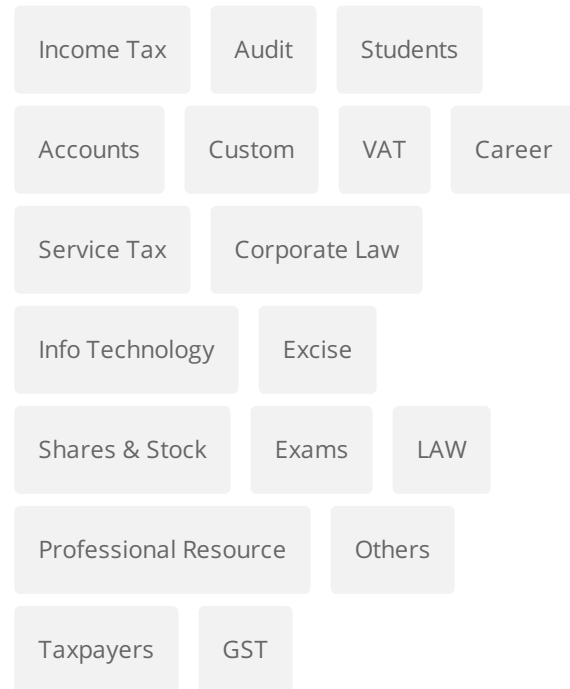 Income Tax Audit Students
Accounts Custom VAT Career
Service Tax Corporate Law
Info Technology Excise
Shares & Stock Exams LAW
Professional Resource Others
Taxpayers GST